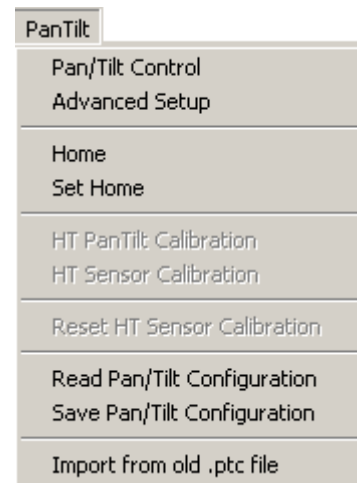 PanTilt
Pan/Tilt Control
Advanced Setup
Home
Set Home
HT PanTilt Calibration
HT Sensor Calibration
Reset HT Sensor Calibration
Read Pan/Tilt Configuration
Save Pan/Tilt Configuration
Import from old .ptc file